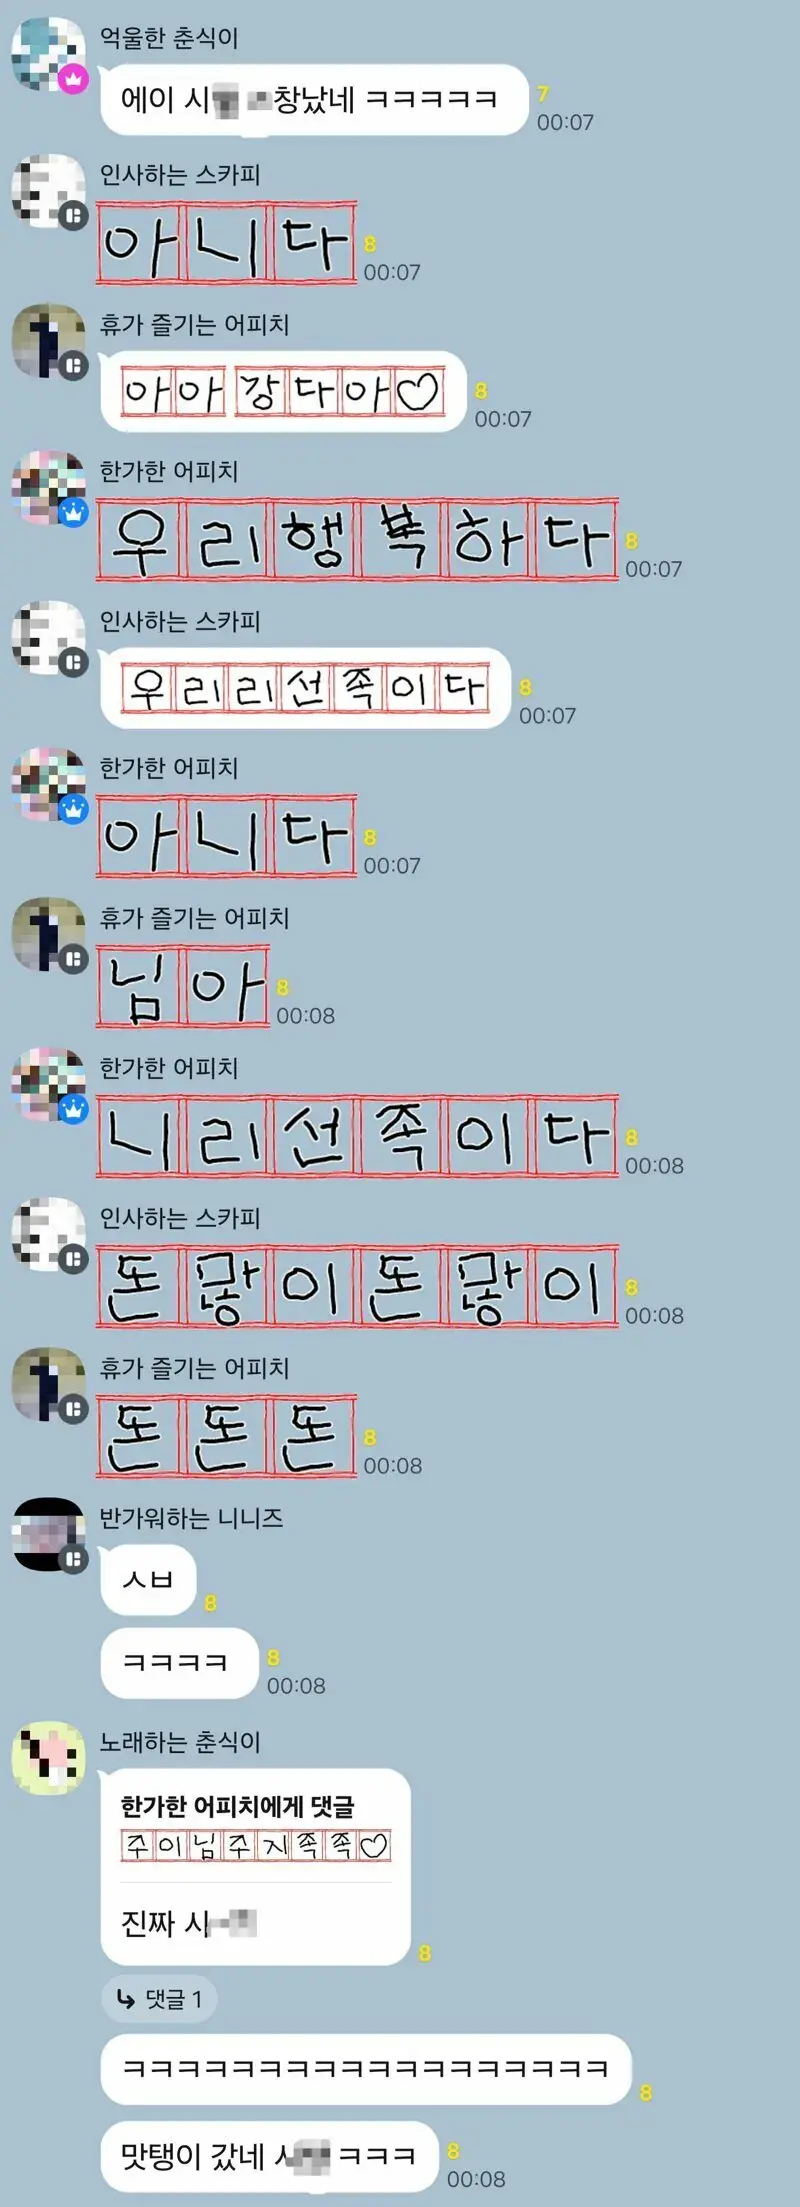 억울한 춘식이
에이 시 창났네 ㅋㅋㅋㅋㅋ
7
00:07
인사하는 스카피
아니다
8
00:07
휴가 즐기는 어피치
아아 강다아♡
8
00:07
한가한 어피치
우리행복하다
8
00:07
인사하는 스카피
우리리선족이다
8
00:07
한가한 어피치
아니다
8
00:07
휴가 즐기는 어피치
님아
8
00:08
한가한 어피치
니리선족이다
8
00:08
인사하는 스카피
돈많이돈많이
8
00:08
휴가 즐기는 어피치
돈돈돈
8
00:08
반가워하는 니니즈
ㅅㅂ
8
ㅋㅋㅋㅋ
8
00:08
노래하는 춘식이
한가한 어피치에게 댓글
주이님주지족족♡
진짜 시
8
댓글 1
ㅋㅋㅋㅋㅋㅋㅋㅋㅋㅋㅋㅋㅋㅋㅋㅋㅋㅋ
8
맛탱이 갔네 ㅋㅋㅋ
8
00:08